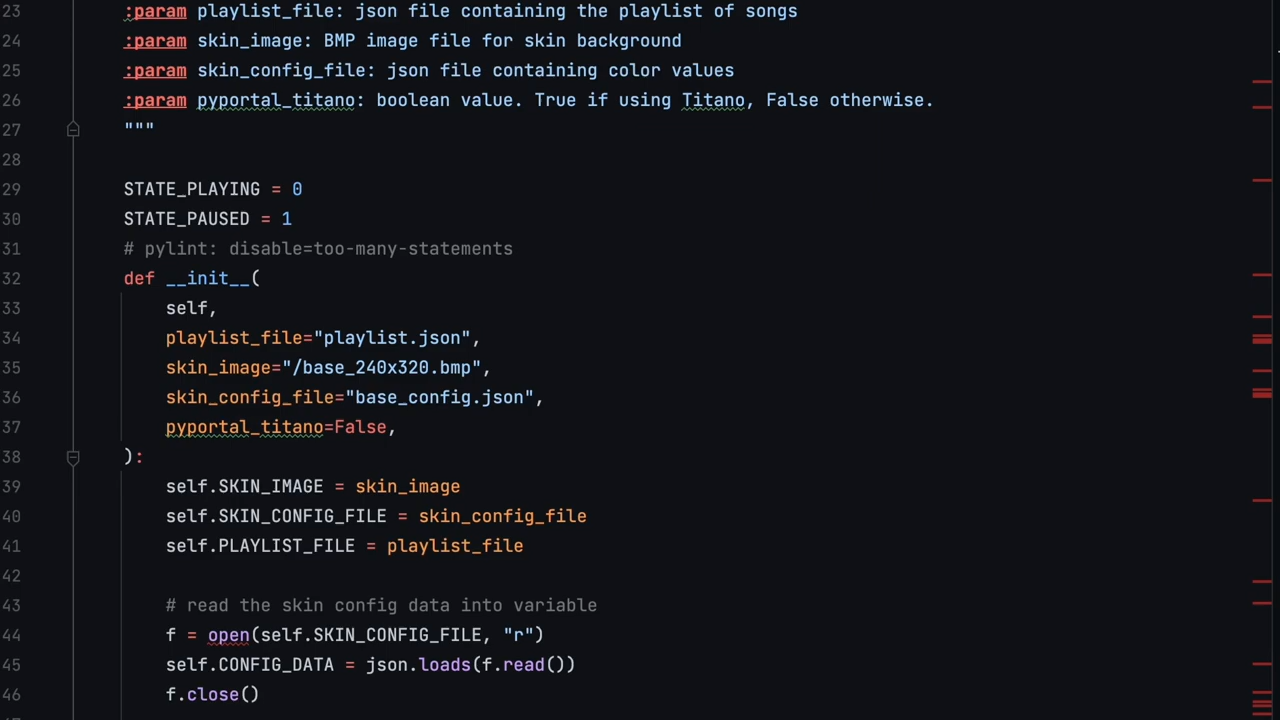 23 :param playlist_file: json file containing the playlist of songs
24 :param skin_image: BMP image file for skin background
25 :param skin_config_file: json file containing color values
26 :param pyportal_titano: boolean value. True if using Titano, False otherwise.
27 """
28
29 STATE_PLAYING = 0
30 STATE_PAUSED = 1
31 # pylint: disable=too-many-statements
32 def __init__(
33 self,
34 playlist_file="playlist.json",
35 skin_image="/base_240x320.bmp",
36 skin_config_file="base_config.json",
37 pyportal_titano=False,
38 ):
39 self.SKIN_IMAGE = skin_image
40 self.SKIN_CONFIG_FILE = skin_config_file
41 self.PLAYLIST_FILE = playlist_file
42
43 # read the skin config data into variable
44 f = open(self.SKIN_CONFIG_FILE, "r")
45 self.CONFIG_DATA = json.loads(f.read())
46 f.close()